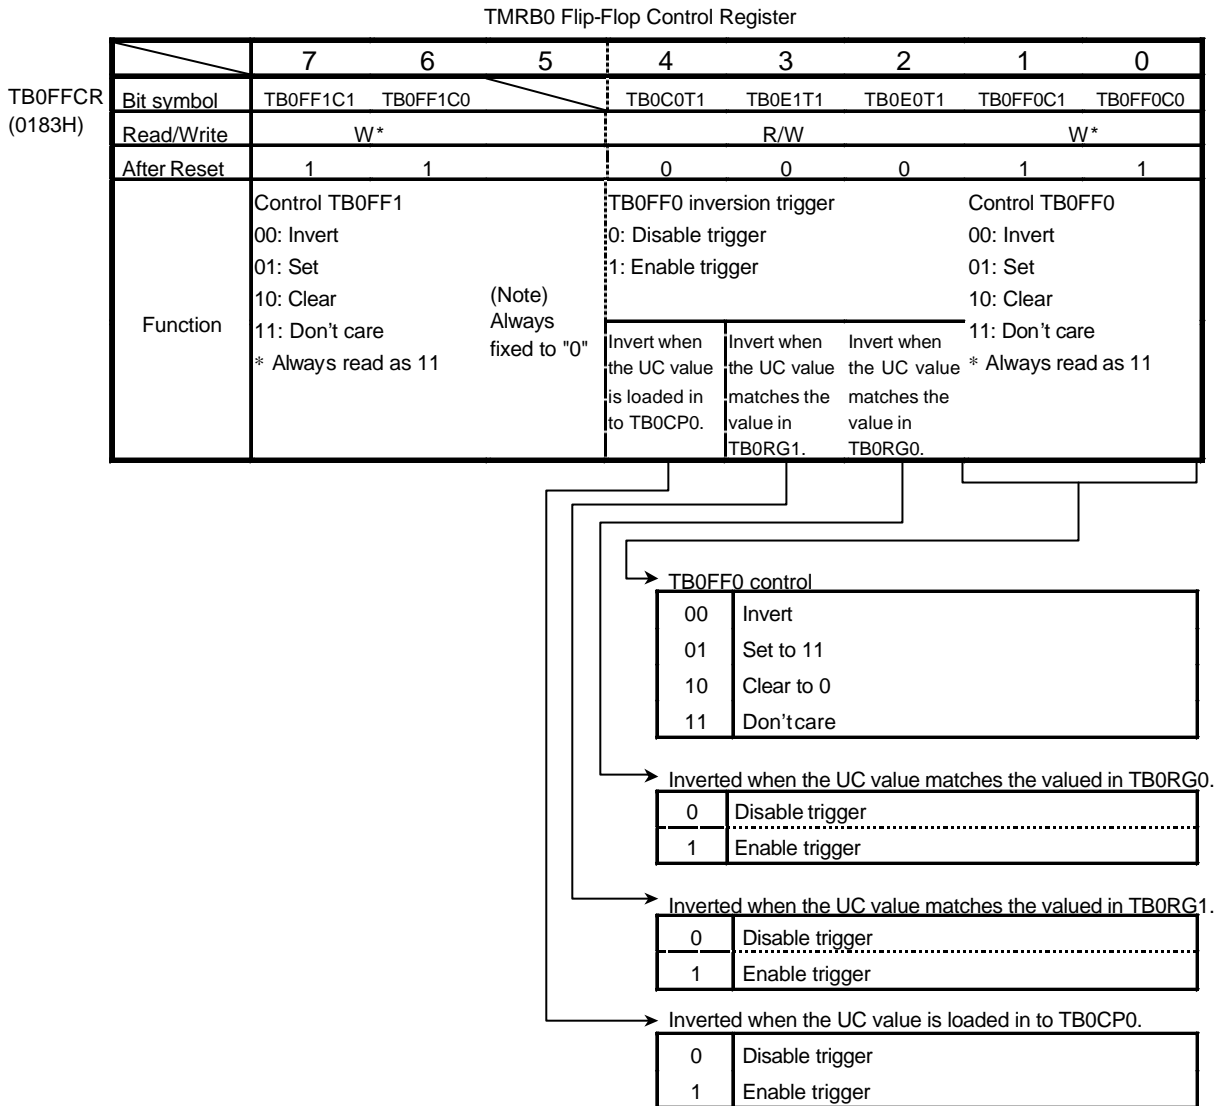 TMRB0 Flip-Flop Control Register
7 6 5 4 3 2 1 0
TB0FFCR
(0183H)
Bit symbol TB0FF1C1 TB0FF1C0 TB0C0T1 TB0E1T1 TB0E0T1 TB0FF0C1 TB0FF0C0
Read/Write W* R/W W*
After Reset 1 1 0 0 0 1 1
Function
Control TB0FF1
00: Invert
01: Set
10: Clear
11: Don't care
* Always read as 11
(Note)
Always
fixed to "0"
TB0FF0 inversion trigger
0: Disable trigger
1: Enable trigger
Invert when
the UC value
is loaded in
to TB0CP0.
Invert when
the UC value
matches the
value in
TB0RG1.
Invert when
the UC value
matches the
value in
TB0RG0.
Control TB0FF0
00: Invert
01: Set
10: Clear
11: Don't care
* Always read as 11
TB0FF0 control
00 Invert
01 Set to 11
10 Clear to 0
11 Don't care
Inverted when the UC value matches the valued in TB0RG0.
0 Disable trigger
1 Enable trigger
Inverted when the UC value matches the valued in TB0RG1.
0 Disable trigger
1 Enable trigger
Inverted when the UC value is loaded in to TB0CP0.
0 Disable trigger
1 Enable trigger